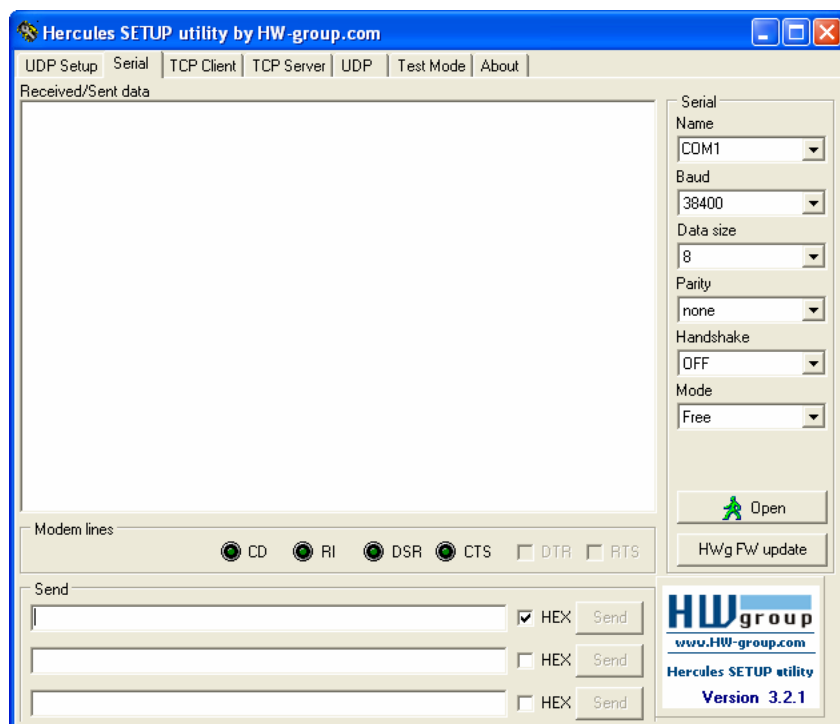 Hercules SETUP utility by HW-group.com
UDP Setup Serial TCP Client TCP Server UDP Test Mode About
Received/Sent data
Serial
Name
COM1
Baud
38400
Data size
8
Parity
none
Handshake
OFF
Mode
Free
Open
HWg FW update
Modem lines
CD RI DSR CTS DTR RTS
Send
HEX Send
HEX Send
HEX Send
HW group
www.HW-group.com
Hercules SETUP utility
Version 3.2.1